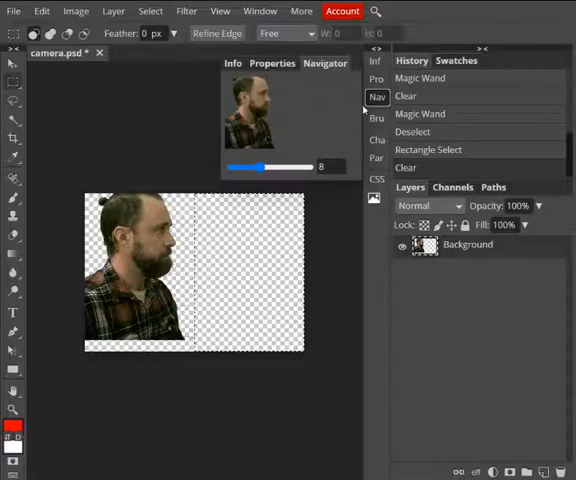 File Edit Image Layer Select Filter View Window More Account
Feather: 0 px Refine Edge Free W: 0 H: 0
camera.psd *
Info Properties Navigator
8
Inf
Pro
Nav
Bru
Cha
Par
CSS
History Swatches
Magic Wand
Clear
Magic Wand
Deselect
Rectangle Select
Clear
Layers Channels Paths
Normal Opacity: 100%
Lock: Fill: 100%
Background
T
D
eff